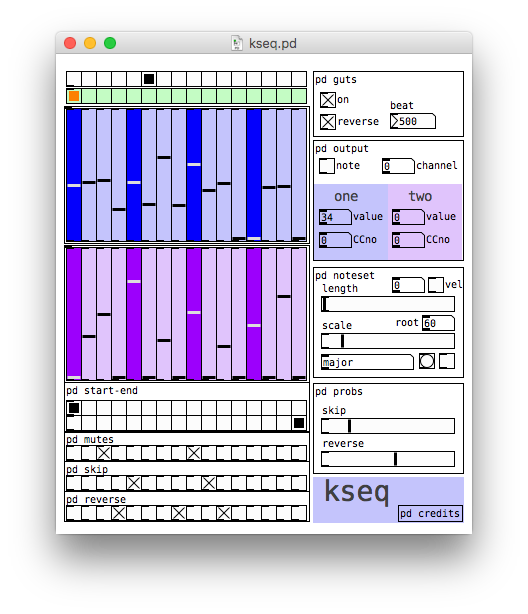 kseq.pd
pd guts
on
beat
reverse
500
pd output
note
0
channel
one
two
34
value
0
value
0
CCno
0
CCno
pd noteset
length
0
vel
scale
root
60
major
pd start-end
pd probs
skip
pd mutes
reverse
pd skip
pd reverse
kseq
pd credits